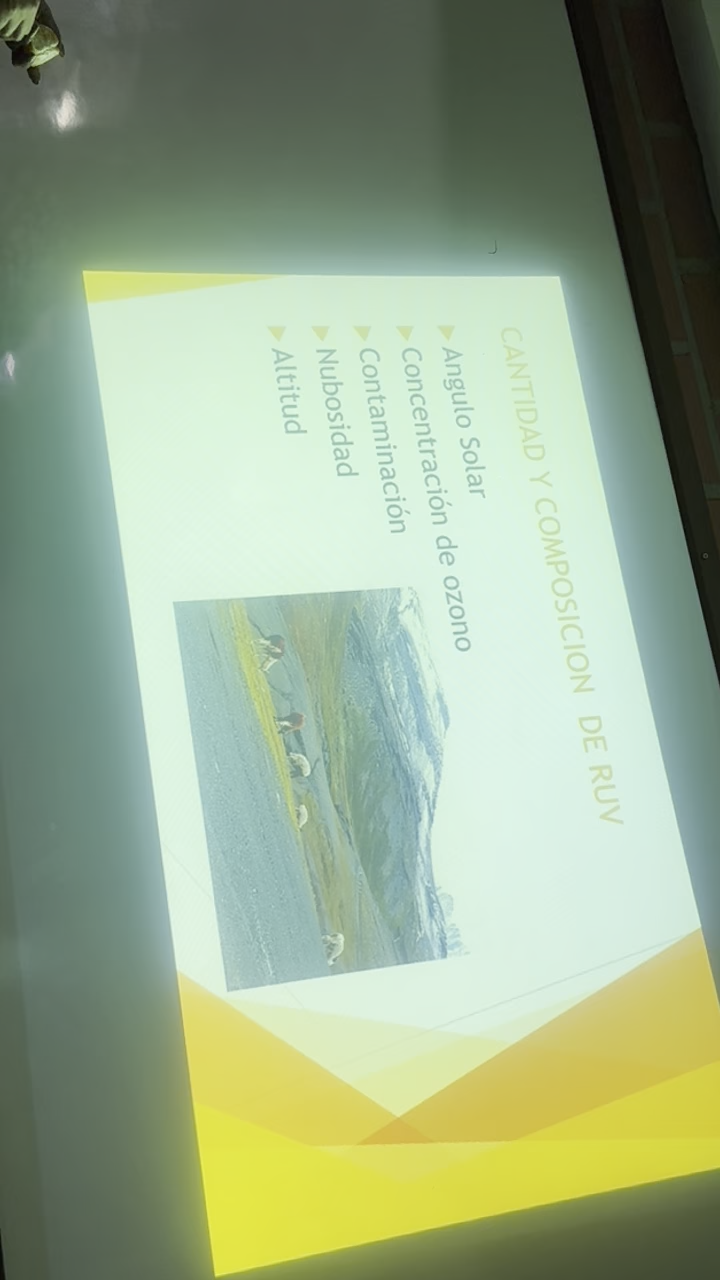 CANTIDAD Y COMPOSICION DE RUV
Angulo Solar
Concentración de ozono
Contaminación
Nubosidad
Altitud